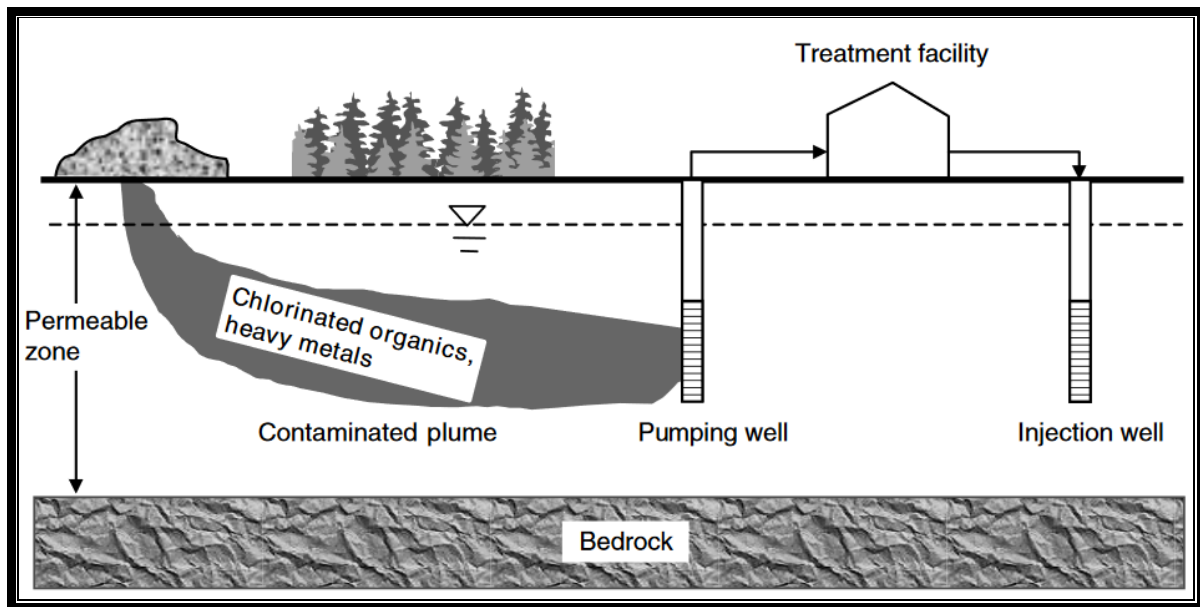 Treatment facility
Permeable
zone
Chlorinated organics,
heavy metals
Contaminated plume
Pumping well
Injection well
Bedrock